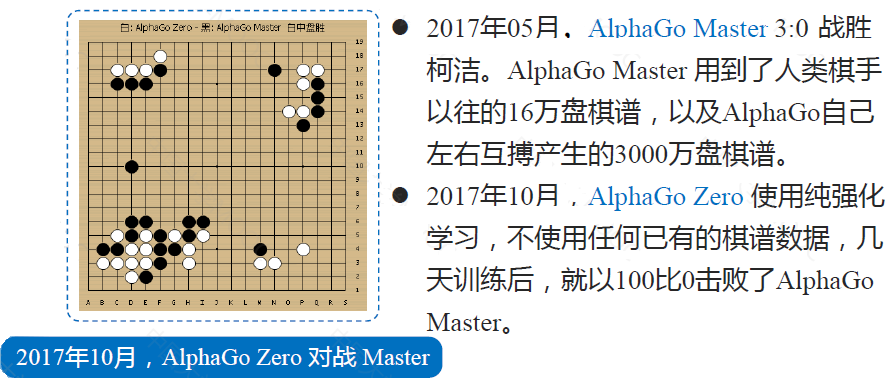 白: AlphaGo Zero - 黑: AlphaGo Master 白中盘胜
19
18
17
16
15
14
13
12
11
10
9
8
7
6
5
4
3
2
1
A B C D E F G H I J K L M N O P Q R S
2017年10月，AlphaGo Zero 对战 Master
● 2017年05月，AlphaGo Master 3:0 战胜
柯洁。AlphaGo Master 用到了人类棋手
以往的16万盘棋谱，以及AlphaGo自己
左右互搏产生的3000万盘棋谱。
● 2017年10月，AlphaGo Zero 使用纯强化
学习，不使用任何已有的棋谱数据，几
天训练后，就以100比0击败了AlphaGo
Master。